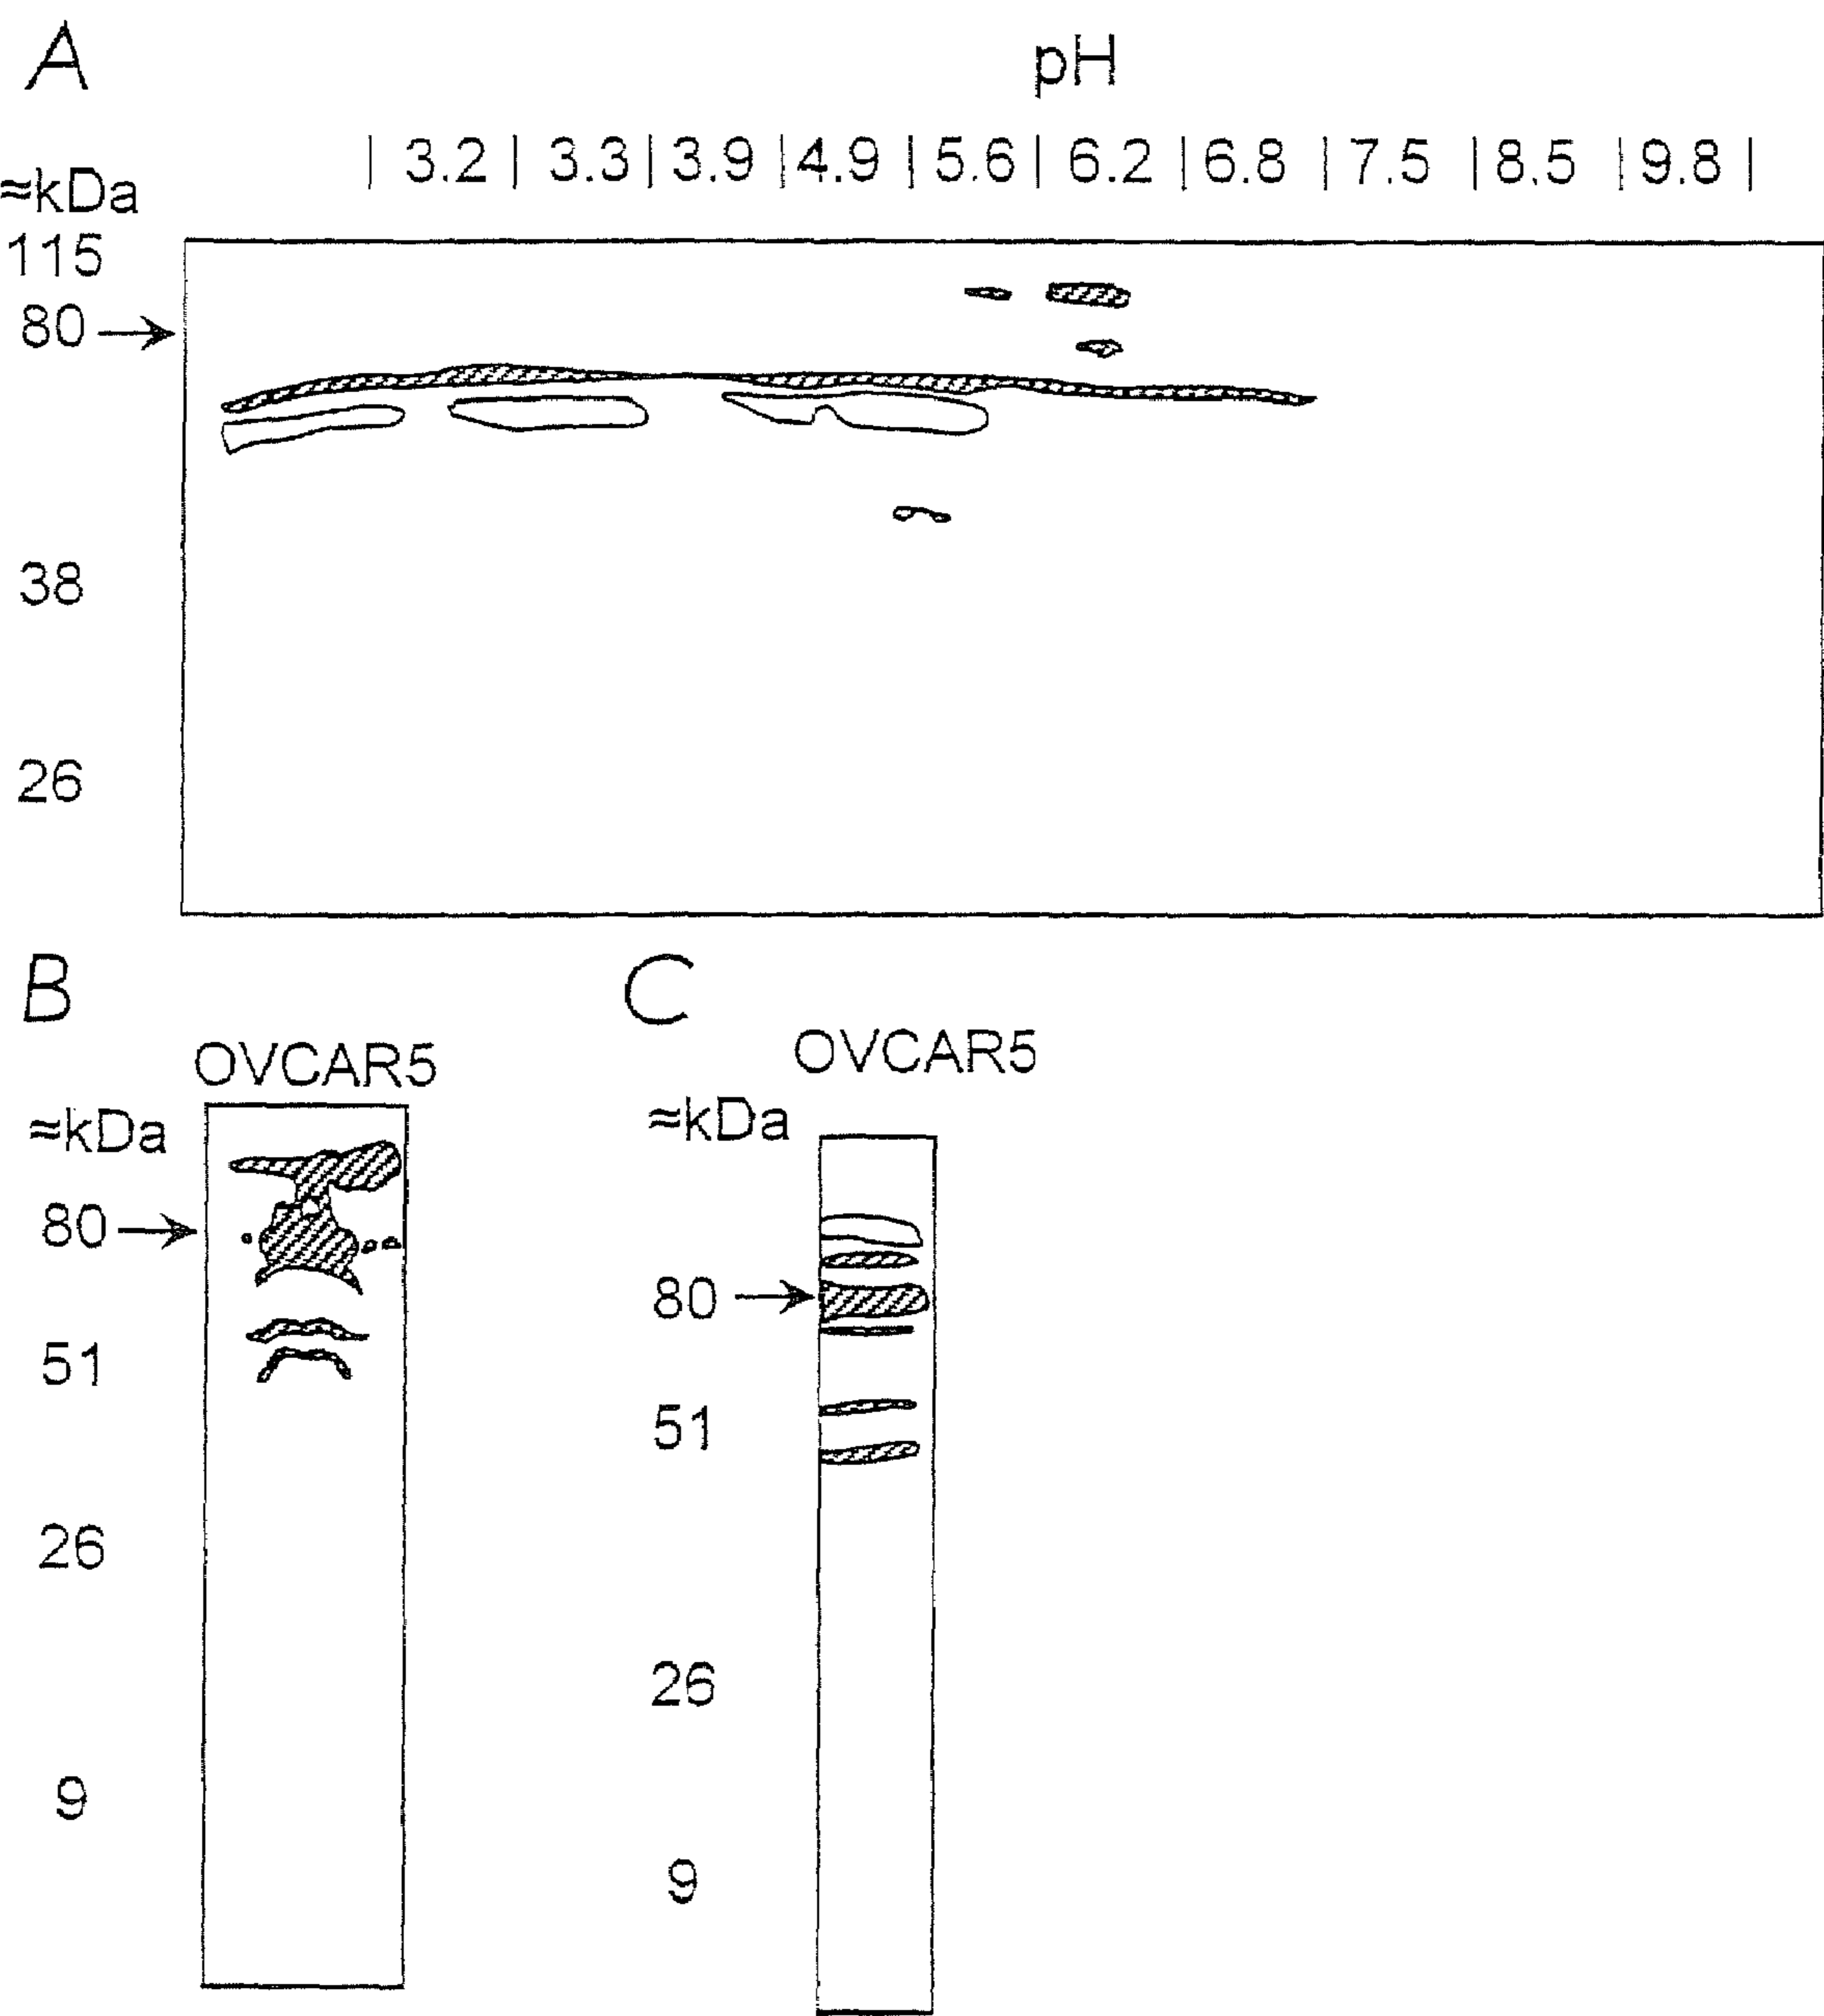 A
pH
| 3.2 | 3.3 | 3.9 | 4.9 | 5.6 | 6.2 | 6.8 | 7.5 | 8.5 | 9.8 |
≈kDa
115
80
38
26
B
OVCAR5
≈kDa
80
51
26
9
C
OVCAR5
≈kDa
80
51
26
9